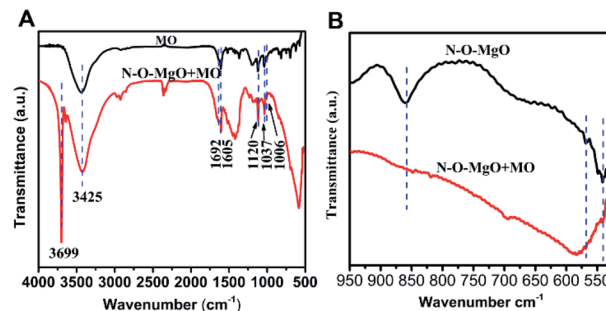 A
MO
N-O-MgO+MO
Transmittance (a.u.)
1692
1605
1120
1037
1006
3425
3699
4000 3500 3000 2500 2000 1500 1000 500
Wavenumber (cm-1)
B
N-O-MgO
N-O-MgO+MO
Transmittance (a.u.)
950 900 850 800 750 700 650 600 550
Wavenumber cm-1